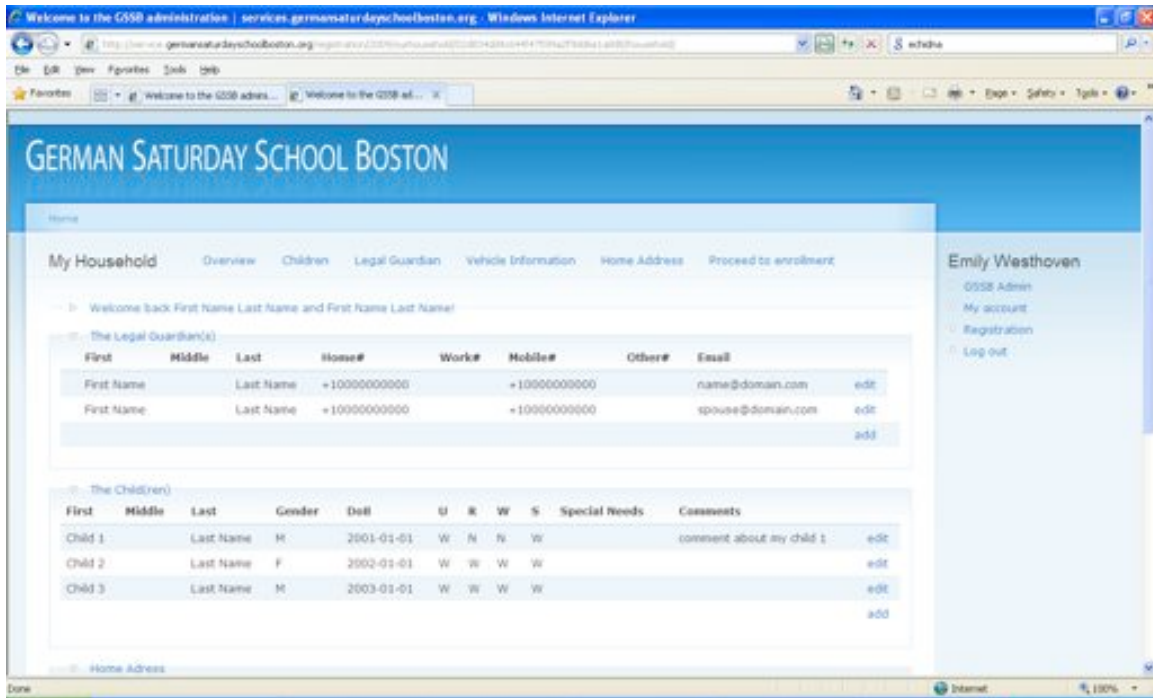 Welcome to the GSSB administration | services.germansaturdayschoolboston.org - Windows Internet Explorer
germansaturdayschoolboston.org
echidna
File Edit View Favorites Tools Help
Favorites Welcome to the GSSB admini... Welcome to the GSSB ad... Page Safety Tools
GERMAN SATURDAY SCHOOL BOSTON
Home
My Household Overview Children Legal Guardian Vehicle Information Home Address Proceed to enrollment
Emily Westhoven
GSSB Admin
My account
Registration
Log out
Welcome back First Name Last Name and First Name Last Name!
The Legal Guardian(s)
First Middle Last Home# Work# Mobile# Other# Email
First Name Last Name +10000000000 +10000000000 name@domain.com edit
First Name Last Name +10000000000 +10000000000 spouse@domain.com edit
add
The Child(ren)
First Middle Last Gender DoB U R W S Special Needs Comments
Child 1 Last Name M 2001-01-01 W N N W comment about my child 1 edit
Child 2 Last Name F 2002-01-01 W W W W edit
Child 3 Last Name M 2003-01-01 W W W W edit
add
Home Adress
Done Internet 100%